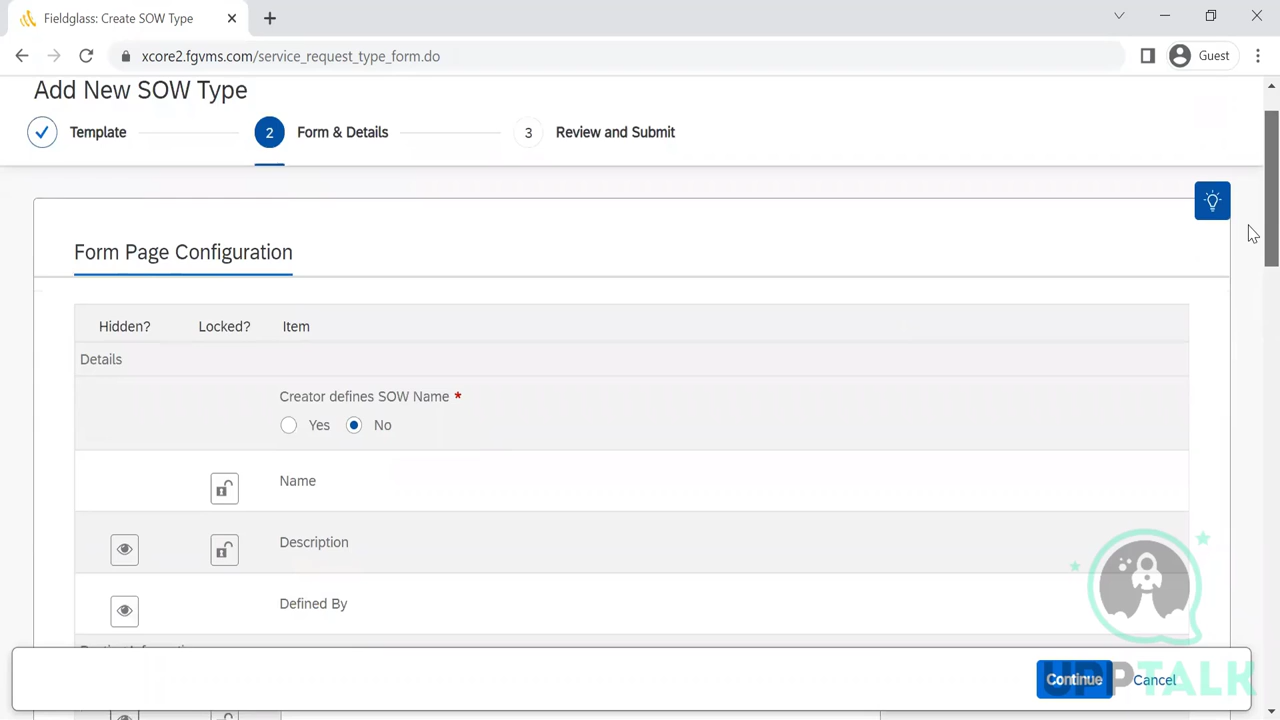 Fieldglass: Create SOW Type
xcore2.fgvms.com/service_request_type_form.do
Guest
Add New SOW Type
Template
2 Form & Details
3 Review and Submit
Form Page Configuration
Hidden? Locked? Item
Details
Creator defines SOW Name *
Yes No
Name
Description
Defined By
Continue Cancel
UPPTALK